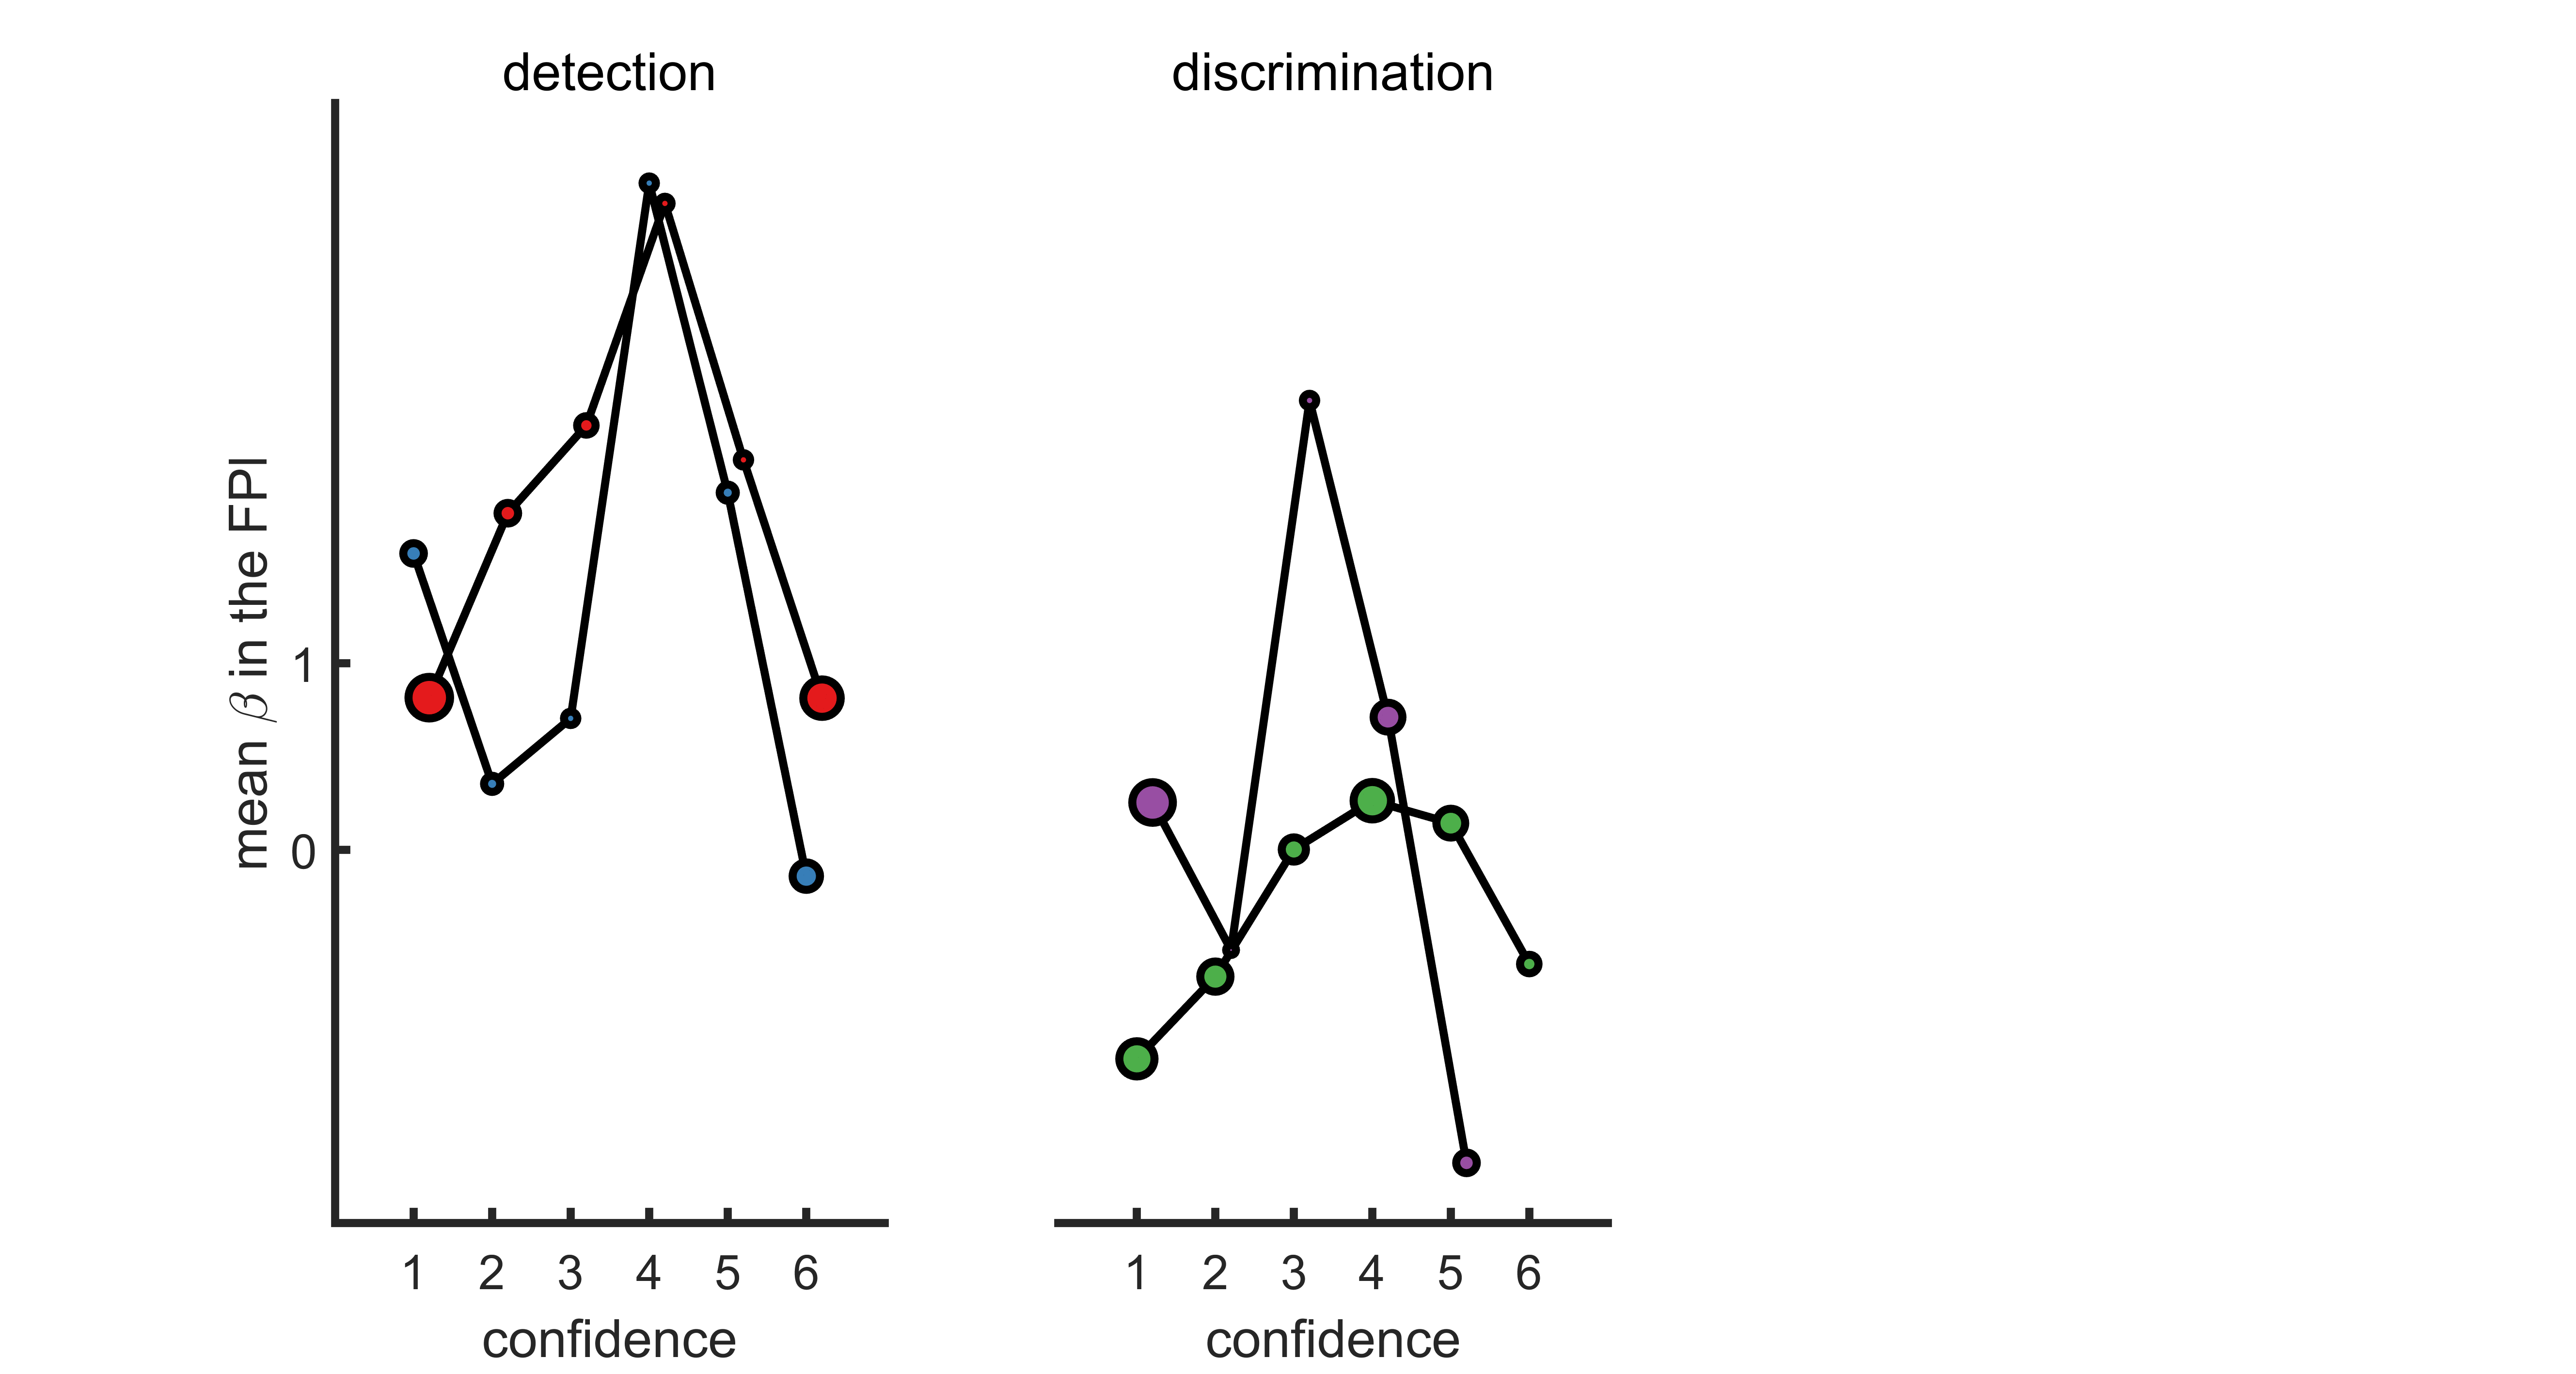 detection
discrimination
mean β in the FPI
1
0
1 2 3 4 5 6
1 2 3 4 5 6
confidence
confidence